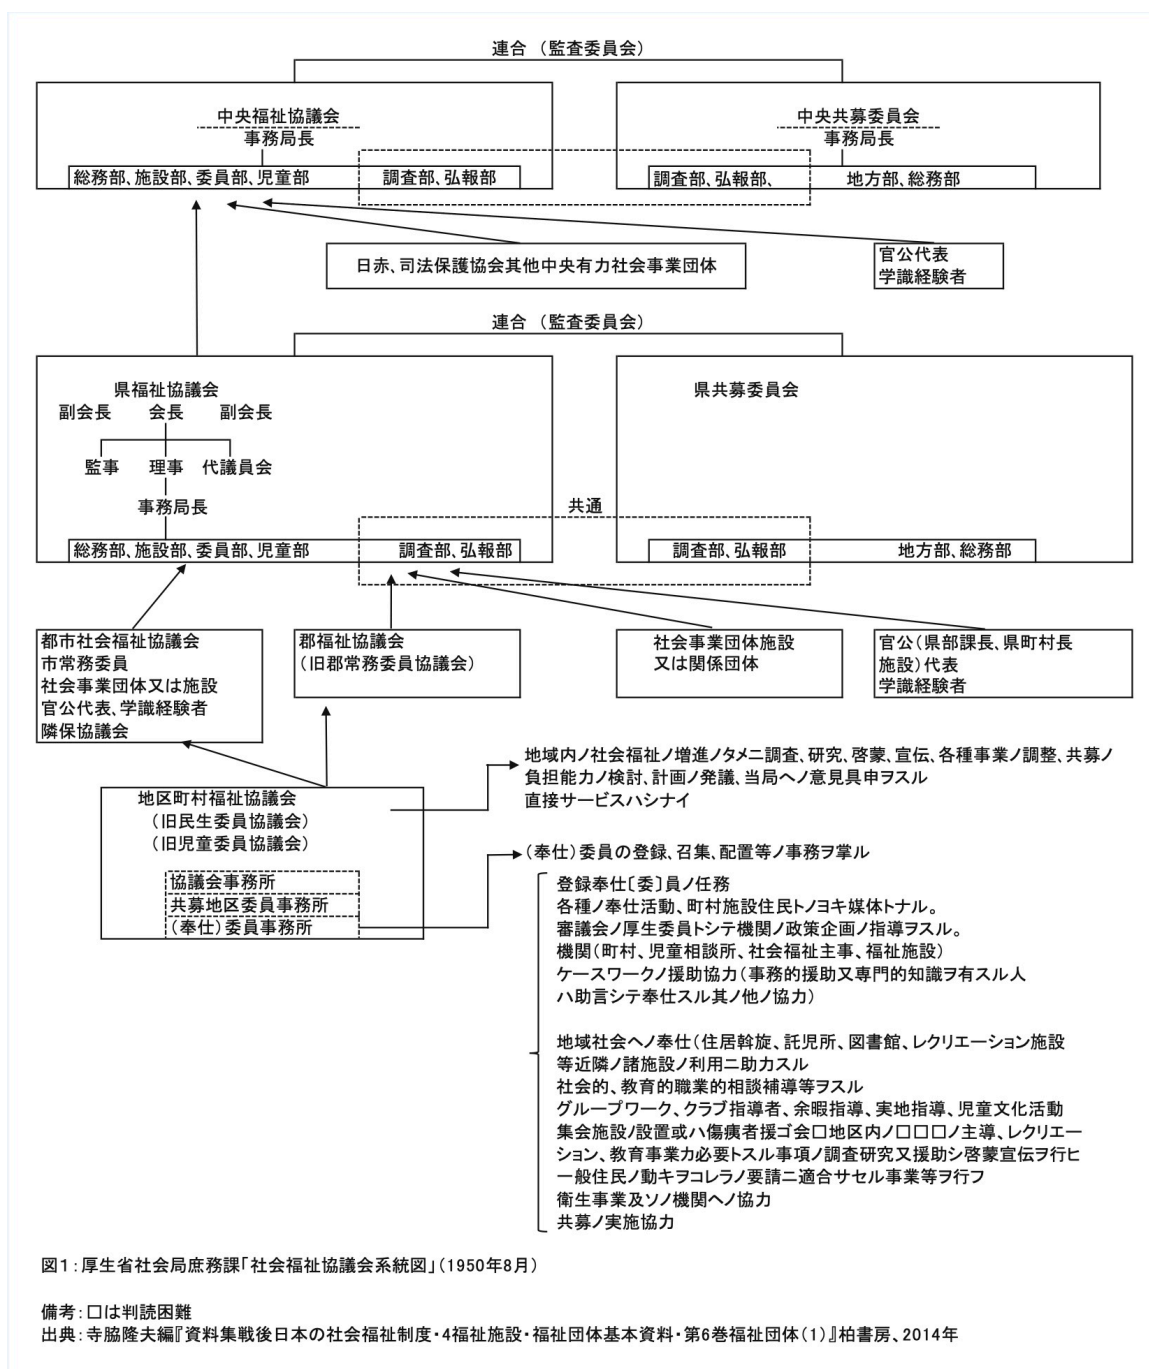 連合 (監査委員会)
中央福祉協議会
事務局長
総務部、施設部、委員部、児童部
調査部、弘報部
中央共募委員会
事務局長
調査部、弘報部、
地方部、総務部
日赤、司法保護協会其他中央有力社会事業団体
官公代表
学識経験者
連合 (監査委員会)
県福祉協議会
副会長 会長 副会長
監事 理事 代議員会
事務局長
総務部、施設部、委員部、児童部
調査部、弘報部
共通
県共募委員会
調査部、弘報部
地方部、総務部
都市社会福祉協議会
市常務委員
社会事業団体又は施設
官公代表、学識経験者
隣保協議会
郡福祉協議会
(旧郡常務委員協議会)
社会事業団体施設
又は関係団体
官公(県部課長、県町村長
施設)代表
学識経験者
地区町村福祉協議会
(旧民生委員協議会)
(旧児童委員協議会)
協議会事務所
共募地区委員事務所
(奉仕)委員事務所
地域内ノ社会福祉ノ増進ノタメニ調査、研究、啓蒙、宣伝、各種事業ノ調整、共募ノ
負担能力ノ検討、計画ノ発議、当局ヘノ意見具申ヲスル
直接サービスハシナイ
(奉仕)委員の登録、召集、配置等ノ事務ヲ掌ル
登録奉仕〔委〕員ノ任務
各種ノ奉仕活動、町村施設住民トノヨキ媒体トナル。
審議会ノ厚生委員トシテ機関ノ政策企画ノ指導ヲスル。
機関(町村、児童相談所、社会福祉主事、福祉施設)
ケースワークノ援助協力(事務的援助又専門的知識ヲ有スル人
ハ助言シテ奉仕スル其ノ他ノ協力)
地域社会ヘノ奉仕(住居斡旋、託児所、図書館、レクリエーション施設
等近隣ノ諸施設ノ利用ニ助力スル
社会的、教育的職業的相談補導等ヲスル
グループワーク、クラブ指導者、余暇指導、実地指導、児童文化活動
集会施設ノ設置或ハ傷痍者援ゴ会□地区内ノ□□□ノ主導、レクリエー
ション、教育事業カ必要トスル事項ノ調査研究又援助シ啓蒙宣伝ヲ行ヒ
一般住民ノ動キヲコレラノ要請ニ適合サセル事業等ヲ行フ
衛生事業及ソノ機関ヘノ協力
共募ノ実施協力
図1:厚生省社会局庶務課「社会福祉協議会系統図」(1950年8月)
備考:□は判読困難
出典:寺脇隆夫編『資料集戦後日本の社会福祉制度・4福祉施設・福祉団体基本資料・第6巻福祉団体(1)』柏書房、2014年